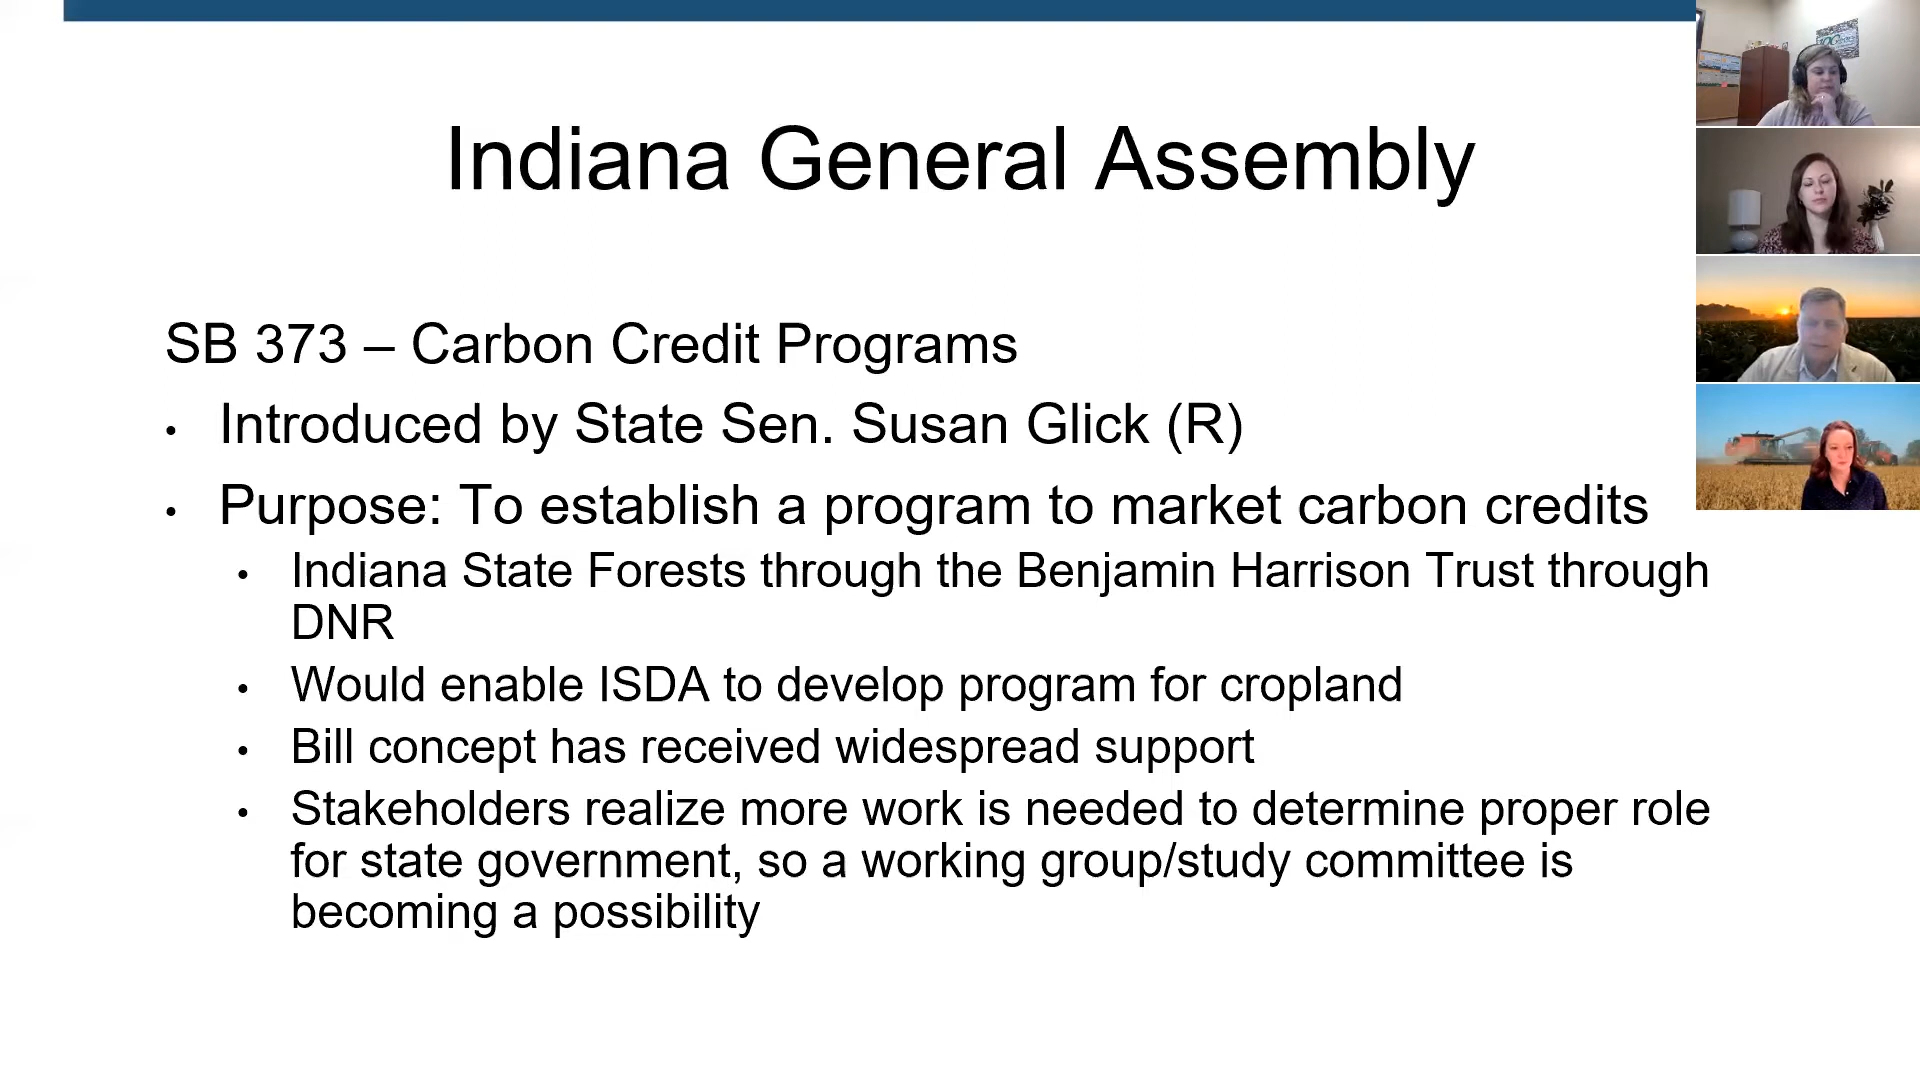 Indiana General Assembly
SB 373 – Carbon Credit Programs
• Introduced by State Sen. Susan Glick (R)
• Purpose: To establish a program to market carbon credits
• Indiana State Forests through the Benjamin Harrison Trust through
DNR
• Would enable ISDA to develop program for cropland
• Bill concept has received widespread support
• Stakeholders realize more work is needed to determine proper role
for state government, so a working group/study committee is
becoming a possibility